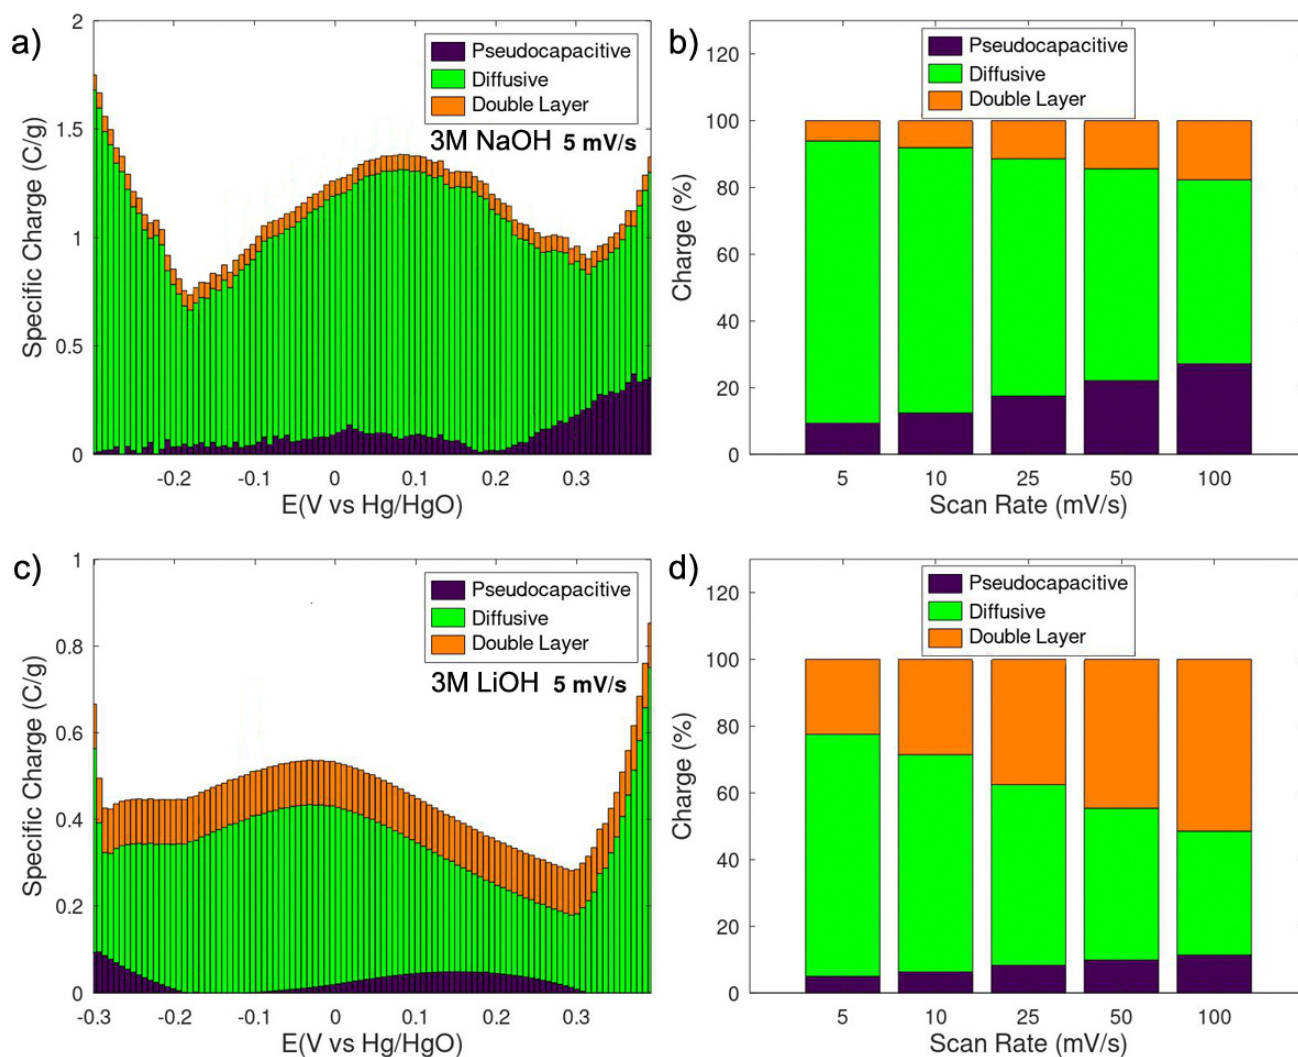 a)
2
1.5
1
0.5
0
Specific Charge (C/g)
Pseudocapacitive
Diffusive
Double Layer
3M NaOH 5 mV/s
-0.2
-0.1
0
0.1
0.2
0.3
E(V vs Hg/HgO)
b)
120
100
80
60
40
20
0
Charge (%)
Pseudocapacitive
Diffusive
Double Layer
5
10
25
50
100
Scan Rate (mV/s)
c)
1
0.8
0.6
0.4
0.2
0
Specific Charge (C/g)
Pseudocapacitive
Diffusive
Double Layer
3M LiOH 5 mV/s
-0.3
-0.2
-0.1
0
0.1
0.2
0.3
E(V vs Hg/HgO)
d)
120
100
80
60
40
20
0
Charge (%)
Pseudocapacitive
Diffusive
Double Layer
5
10
25
50
100
Scan Rate (mV/s)